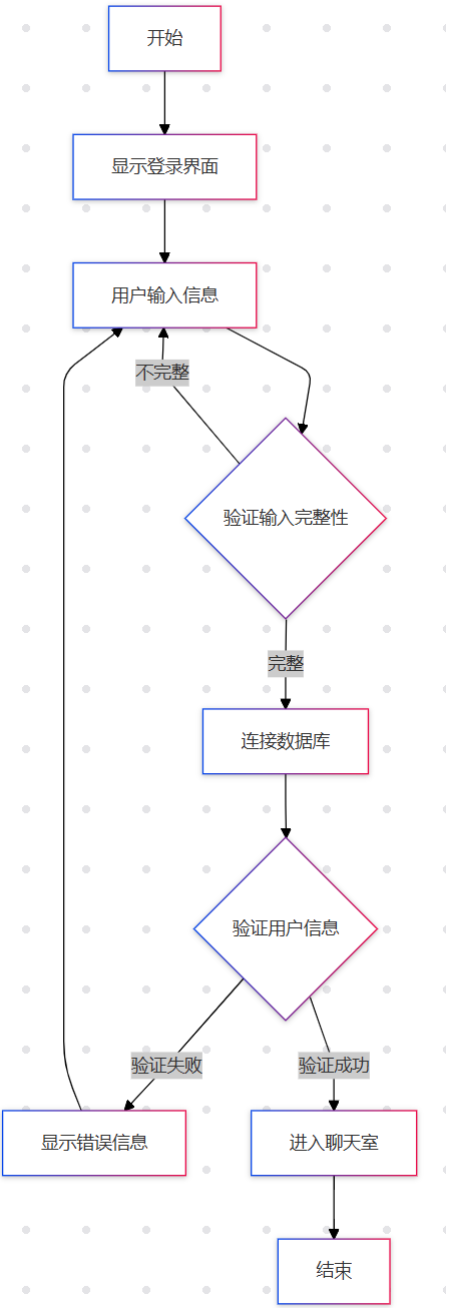 开始
显示登录界面
用户输入信息
不完整
验证输入完整性
完整
连接数据库
验证用户信息
验证失败
验证成功
显示错误信息
进入聊天室
结束